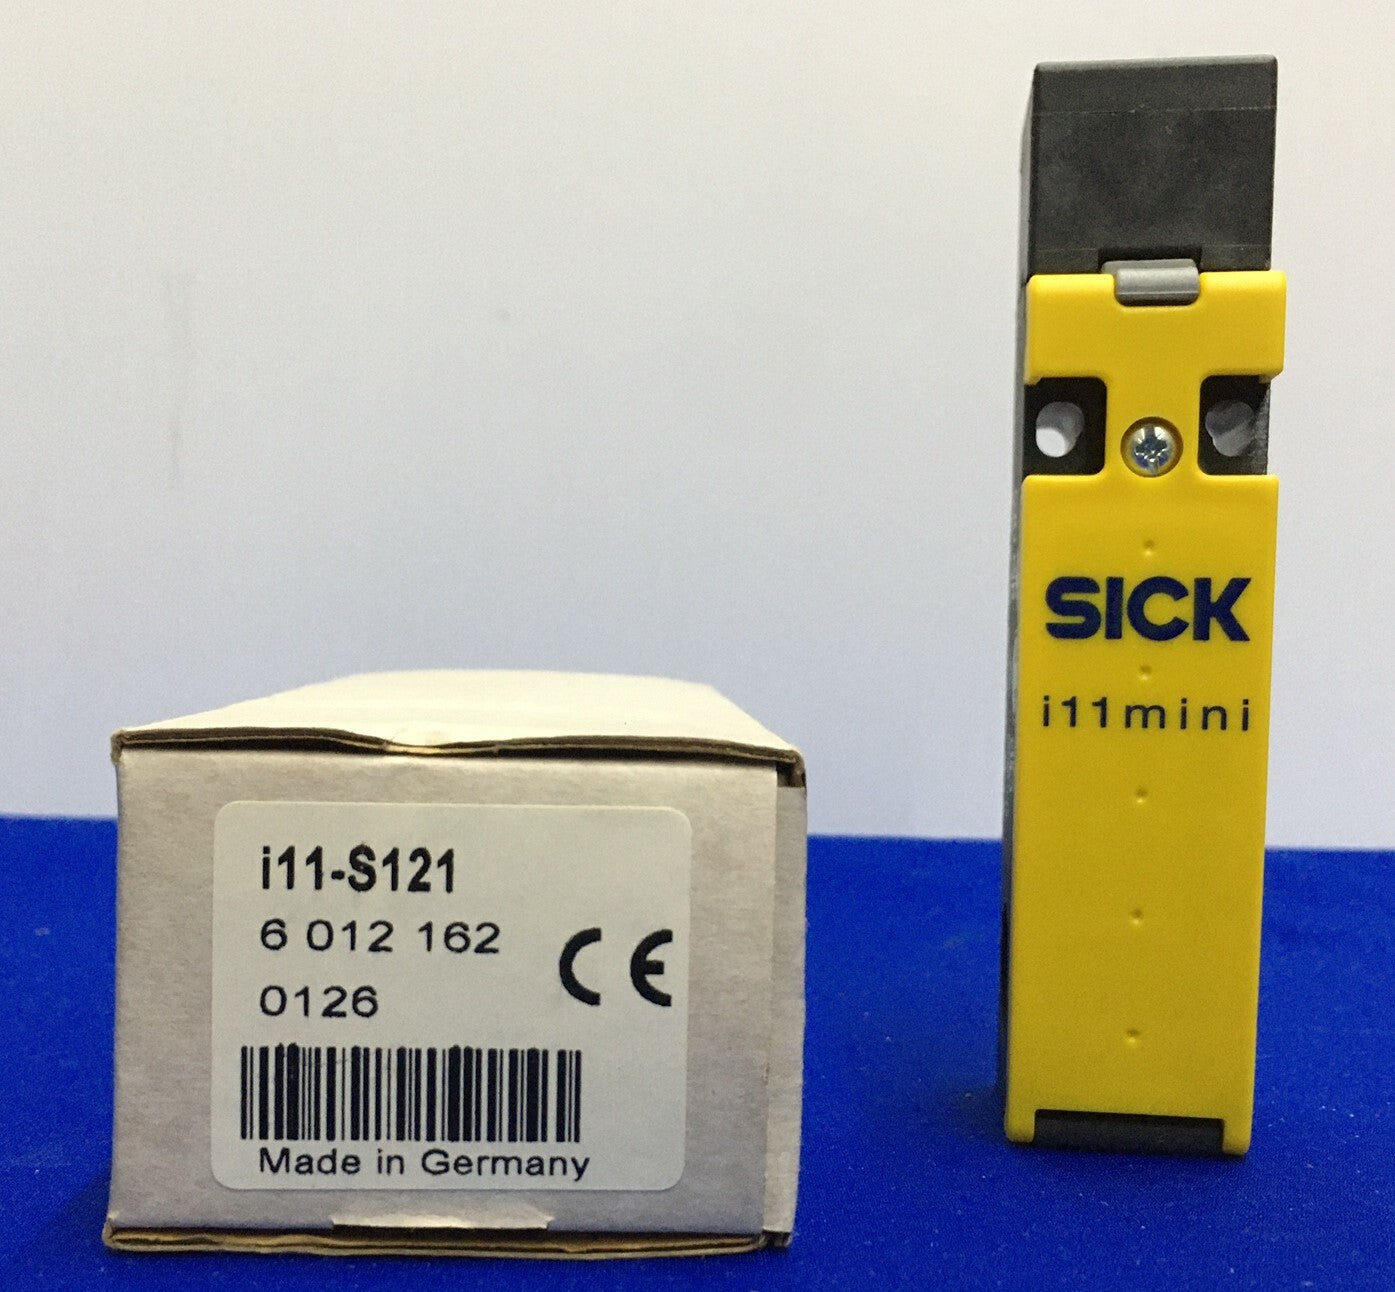 i11-S121
6 012 162
0126
CE
Made in Germany
SICK
i11mini